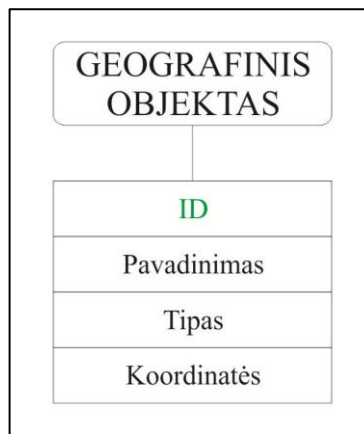 GEOGRAFINIS
OBJEKTAS
ID
Pavadinimas
Tipas
Koordinatės